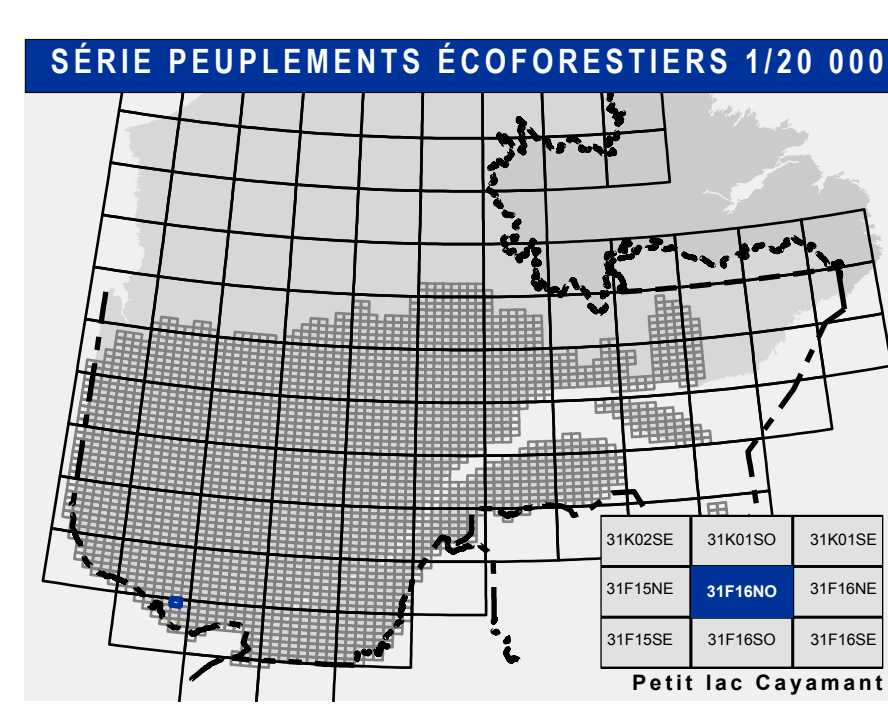 SÉRIE PEUPLEMENTS ÉCOFORESTIERS 1/20 000
31K02SE 31K01SO 31K01SE
31F15NE 31F16NO 31F16NE
31F15SE 31F16SO 31F16SE
Petit lac Cayamant